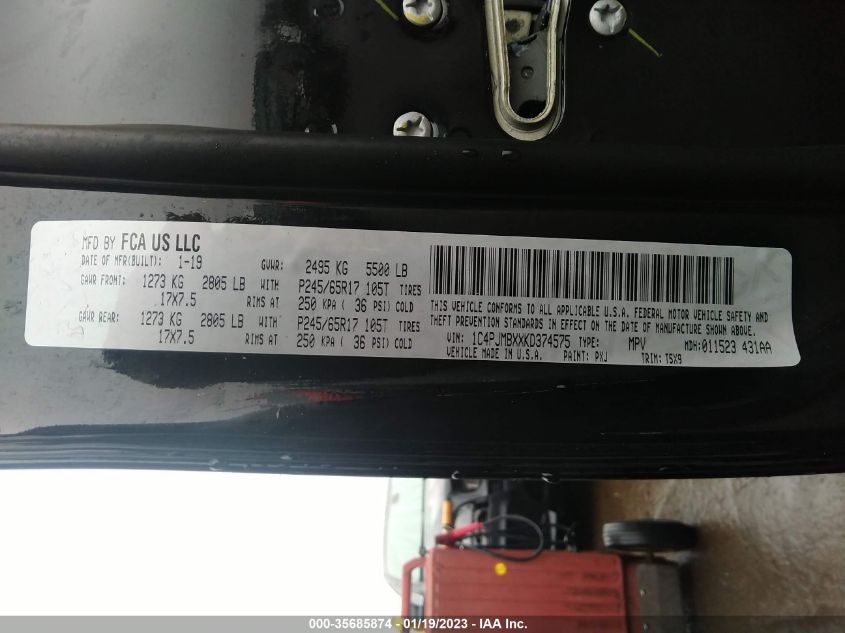 MFD BY FCA US LLC
DATE OF MFR(BUILT): 1-19 GVWR: 2495 KG 5500 LB
GAWR FRONT: 1273 KG 2805 LB WITH P245/65R17 105T TIRES
17X7.5 RIMS AT 250 KPA ( 36 PSI) COLD
GAWR REAR: 1273 KG 2805 LB WITH P245/65R17 105T TIRES
17X7.5 RIMS AT 250 KPA ( 36 PSI) COLD
THIS VEHICLE CONFORMS TO ALL APPLICABLE U.S.A. FEDERAL MOTOR VEHICLE SAFETY AND
THEFT PREVENTION STANDARDS IN EFFECT ON THE DATE OF MANUFACTURE SHOWN ABOVE.
VIN: 1C4PJMBXXKD374575 TYPE: MPV MDH: 011523 431AA
VEHICLE MADE IN U.S.A. PAINT: PXJ TRIM: TSX9
000-35685874 - 01/19/2023 - IAAI Inc.